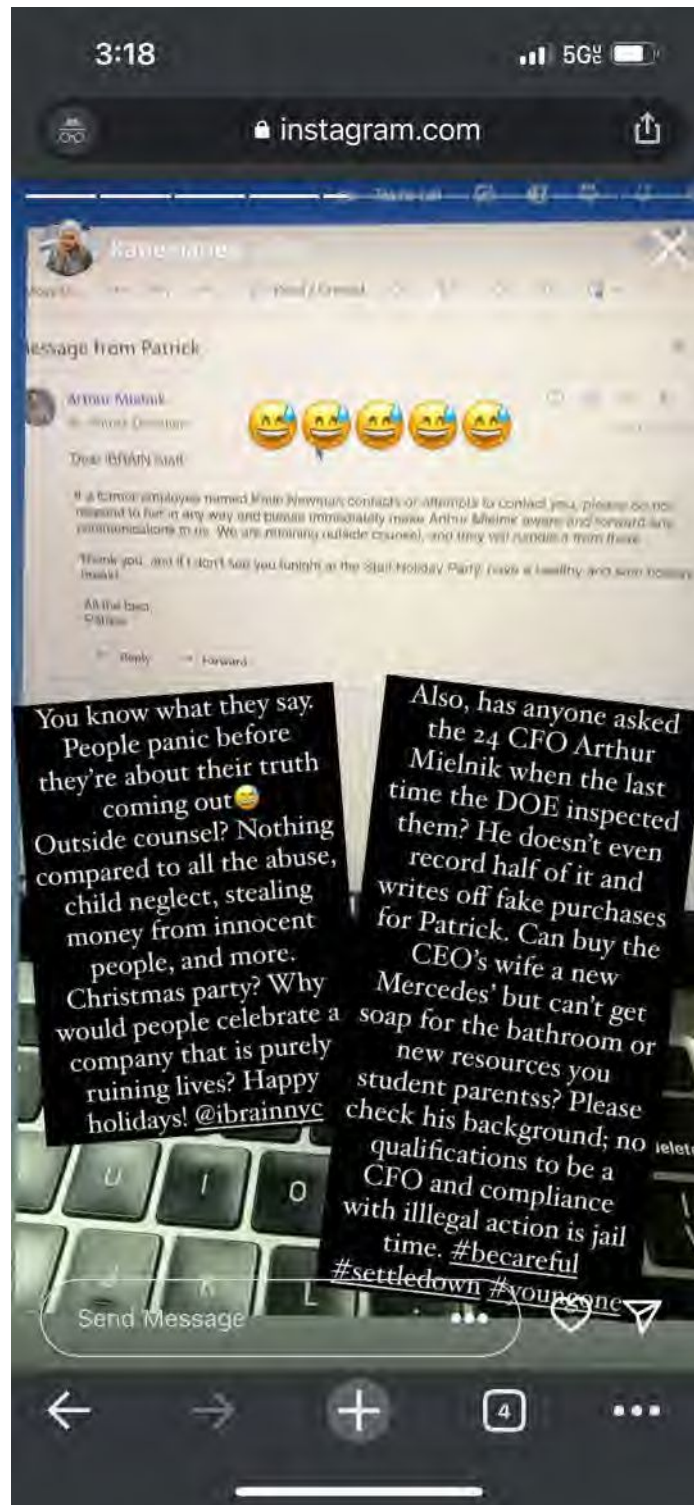 3:18
5G
instagram.com
essage from Patrick
Arthur Mielnik
Dear iBRAIN staff
If a former employee named Katie Newman contacts or attempts to contact you, please do not
respond to her in any way and please immediately make Arthur Mielnik aware and forward any
communications to us. We are retaining outside counsel, and they will handle it from there.
Thank you, and if I don't see you tonight at the Staff Holiday Party, have a healthy and safe holiday
All the best,
Patrick
Reply
Forward
You know what they say.
People panic before
they're about their truth
coming out😅
Outside counsel? Nothing
compared to all the abuse,
child neglect, stealing
money from innocent
people, and more.
Christmas party? Why
would people celebrate a
company that is purely
ruining lives? Happy
holidays! @ibrainnyc
Also, has anyone asked
the 24 CFO Arthur
Mielnik when the last
time the DOE inspected
them? He doesn't even
record half of it and
writes off fake purchases
for Patrick. Can buy the
CEO's wife a new
Mercedes' but can't get
soap for the bathroom or
new resources you
student parentss? Please
check his background; no
qualifications to be a
CFO and compliance
with illlegal action is jail
time. #becareful
#settledown #youngone
elete
U
I
O
J
K
L
Send Message
4